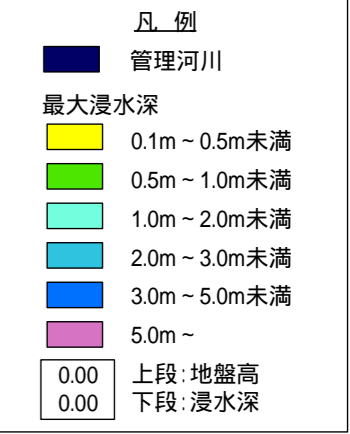 凡 例
管理河川
最大浸水深
0.1m～0.5m未満
0.5m～1.0m未満
1.0m～2.0m未満
2.0m～3.0m未満
3.0m～5.0m未満
5.0m～
0.00 上段:地盤高
0.00 下段:浸水深